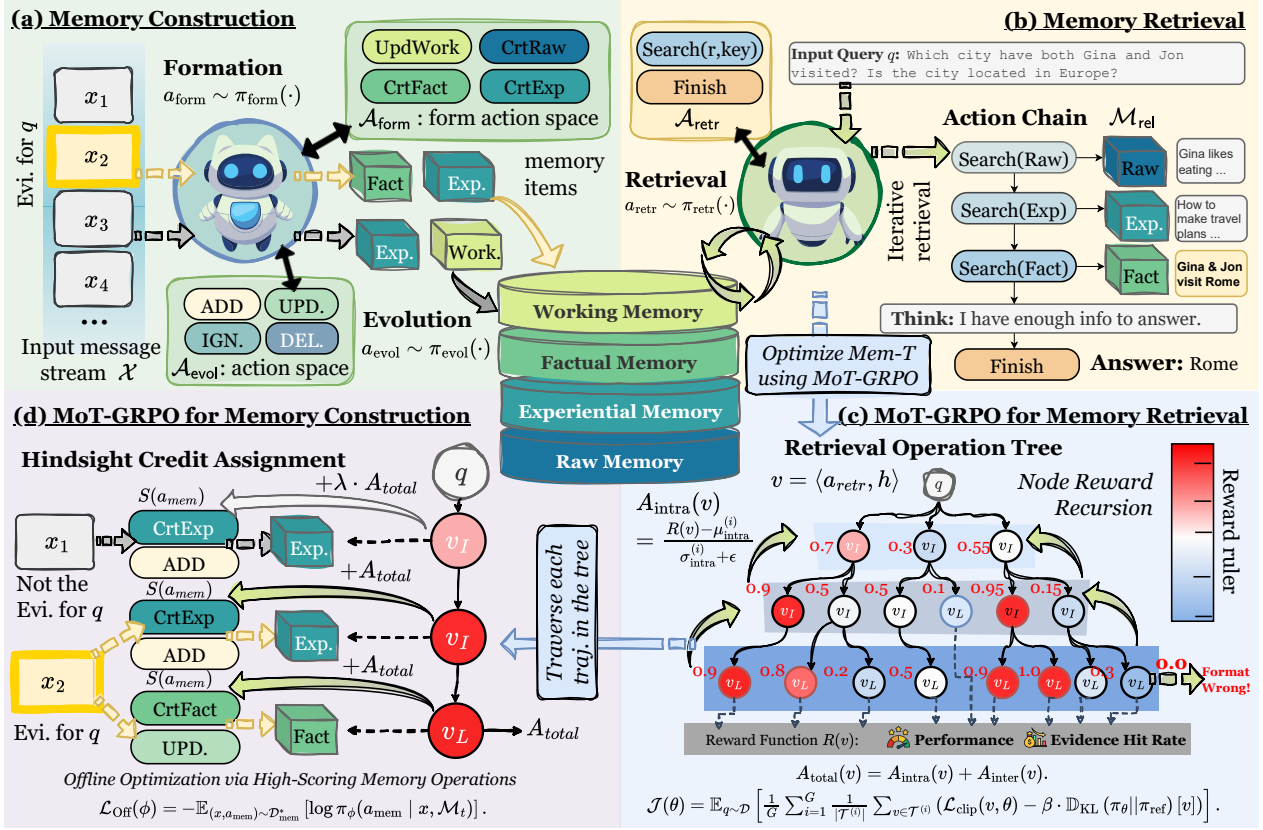 (a) Memory Construction
Evi. for q
x_1
x_2
x_3
x_4
...
Input message
stream 𝒳
Formation
a_form ∼ π_form(·)
UpdWork
CrtRaw
CrtFact
CrtExp
𝒜_form : form action space
Fact
Exp.
memory
items
Exp.
Work.
ADD
UPD.
IGN.
DEL.
𝒜_evol: action space
Evolution
a_evol ∼ π_evol(·)
Working Memory
Factual Memory
Experiential Memory
Raw Memory
(b) Memory Retrieval
Search(r,key)
Finish
𝒜_retr
Input Query q: Which city have both Gina and Jon
visited? Is the city located in Europe?
Retrieval
a_retr ∼ π_retr(·)
Iterative
retrieval
Action Chain
ℳ_rel
Search(Raw)
Raw
Gina likes
eating ...
Search(Exp)
Exp.
How to
make travel
plans ...
Search(Fact)
Fact
Gina & Jon
visit Rome
Think: I have enough info to answer.
Finish
Answer: Rome
Optimize Mem-T
using MoT-GRPO
(d) MoT-GRPO for Memory Construction
Hindsight Credit Assignment
q
+λ · A_total
S(a_mem)
x_1
CrtExp
ADD
Exp.
v_I
Not the
Evi. for q
+A_total
S(a_mem)
CrtExp
ADD
Exp.
v_I
x_2
Evi. for q
+A_total
S(a_mem)
CrtFact
UPD.
Fact
v_L
A_total
Offline Optimization via High-Scoring Memory Operations
ℒ_Off(ϕ) = −𝔼_(x,a_mem)∼𝒟*_mem [log π_ϕ(a_mem | x, ℳ_t)] .
Traverse each
traj. in the tree
(c) MoT-GRPO for Memory Retrieval
Retrieval Operation Tree
v = ⟨a_retr, h⟩
q
Node Reward
Recursion
Reward ruler
A_intra(v)
= R(v)−μ_intra^(i) / σ_intra^(i)+ϵ
0.7 v_I 0.3 v_I 0.55 v_I
0.9 v_I 0.5 v_I 0.5 v_I 0.1 v_L 0.95 v_I 0.15 v_I
0.9 v_L 0.8 v_L 0.2 v_L 0.5 v_L 0.9 v_L 1.0 v_L 0.3 v_L v_L 0.0
Format
Wrong!
Reward Function R(v): Performance Evidence Hit Rate
A_total(v) = A_intra(v) + A_inter(v).
𝒥(θ) = 𝔼_q∼𝒟 [ 1/G ∑_{i=1}^{G} 1/|𝒯^(i)| ∑_{v∈𝒯^(i)} (ℒ_clip(v, θ) − β · 𝔻_KL (π_θ||π_ref) [v]) ] .